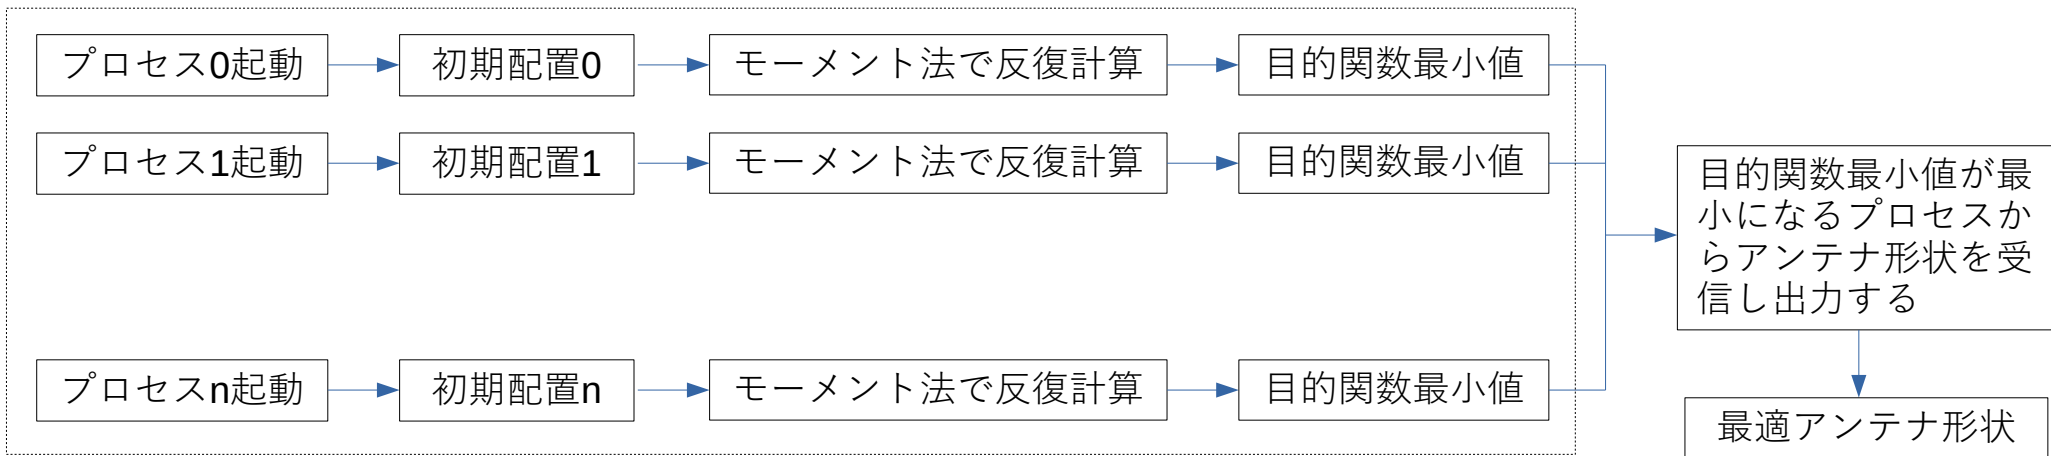 プロセス0起動
初期配置0
モーメント法で反復計算
目的関数最小値
プロセス1起動
初期配置1
モーメント法で反復計算
目的関数最小値
プロセスn起動
初期配置n
モーメント法で反復計算
目的関数最小値
目的関数最小値が最
小になるプロセスか
らアンテナ形状を受
信し出力する
最適アンテナ形状